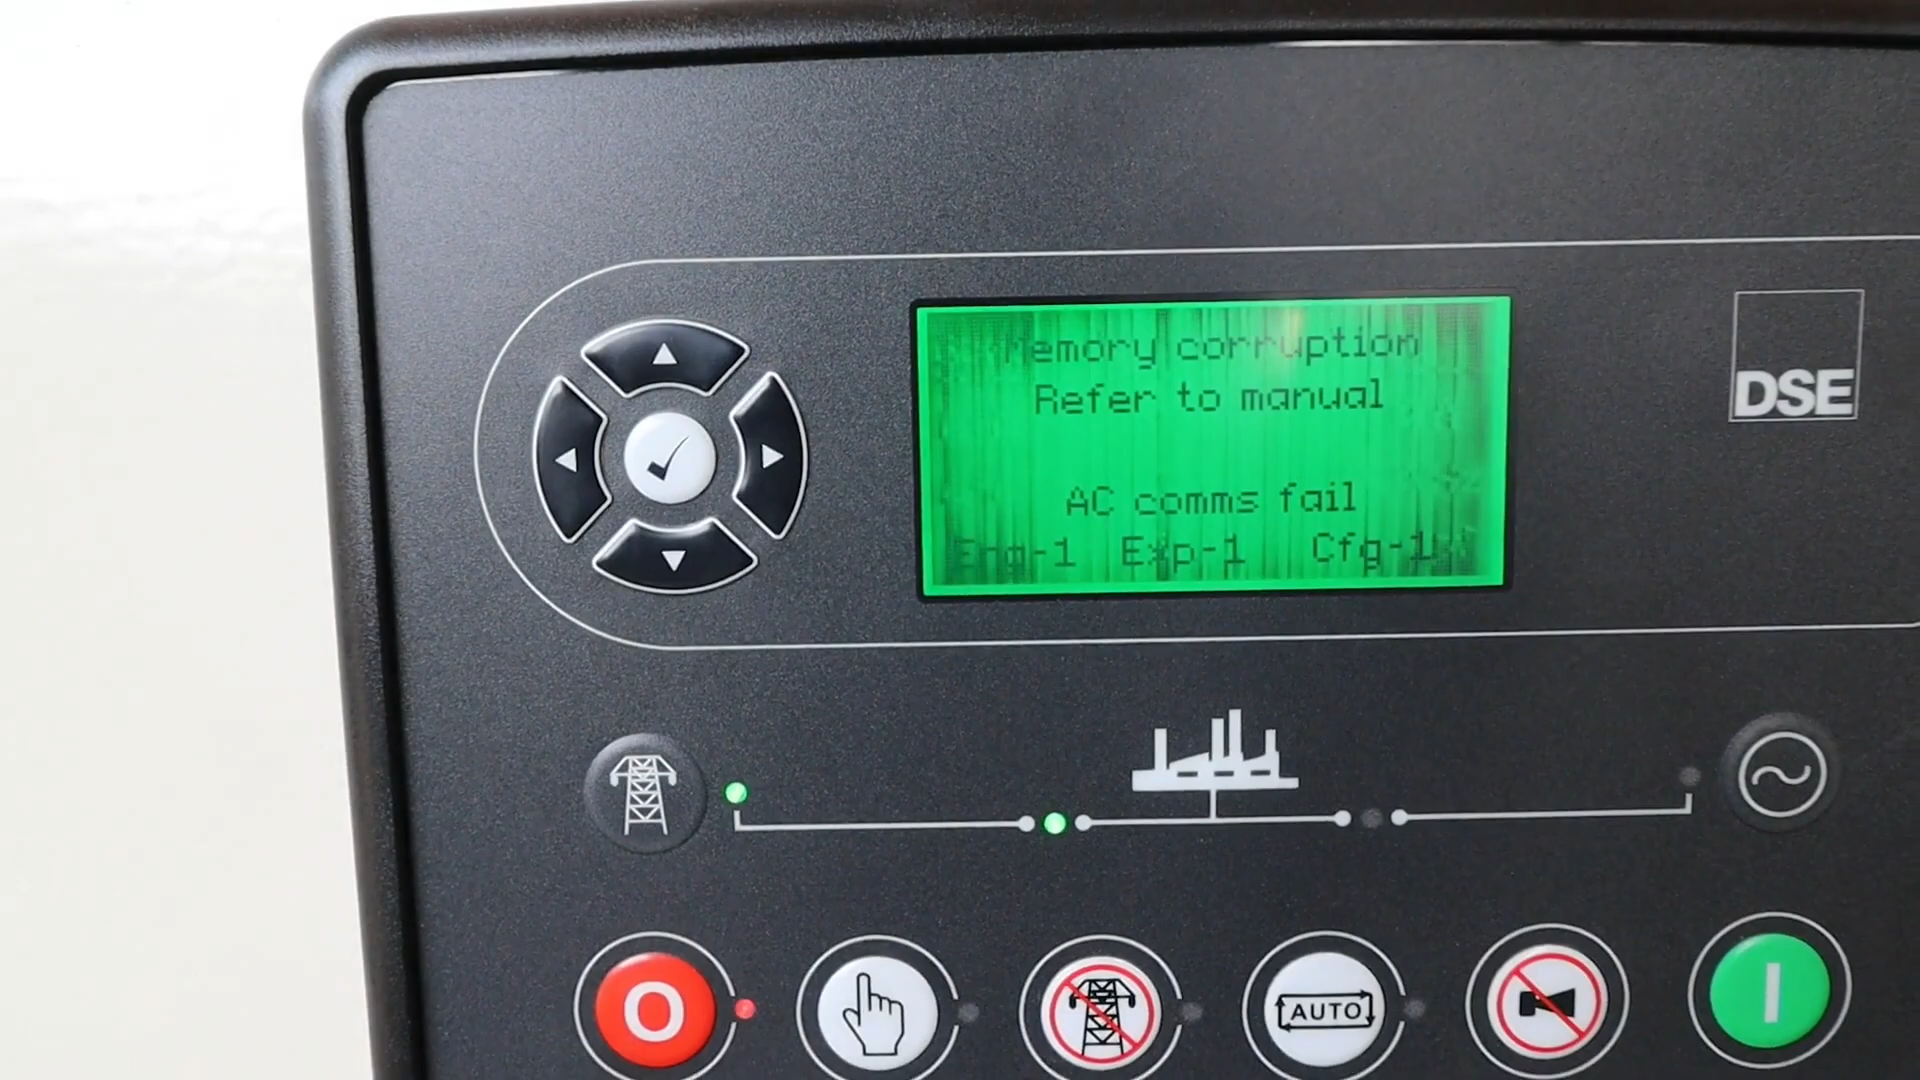 Memory corruption
Refer to manual
AC comms fail
Eng-1 Exp-1 Cfg-1
DSE
O
AUTO
I